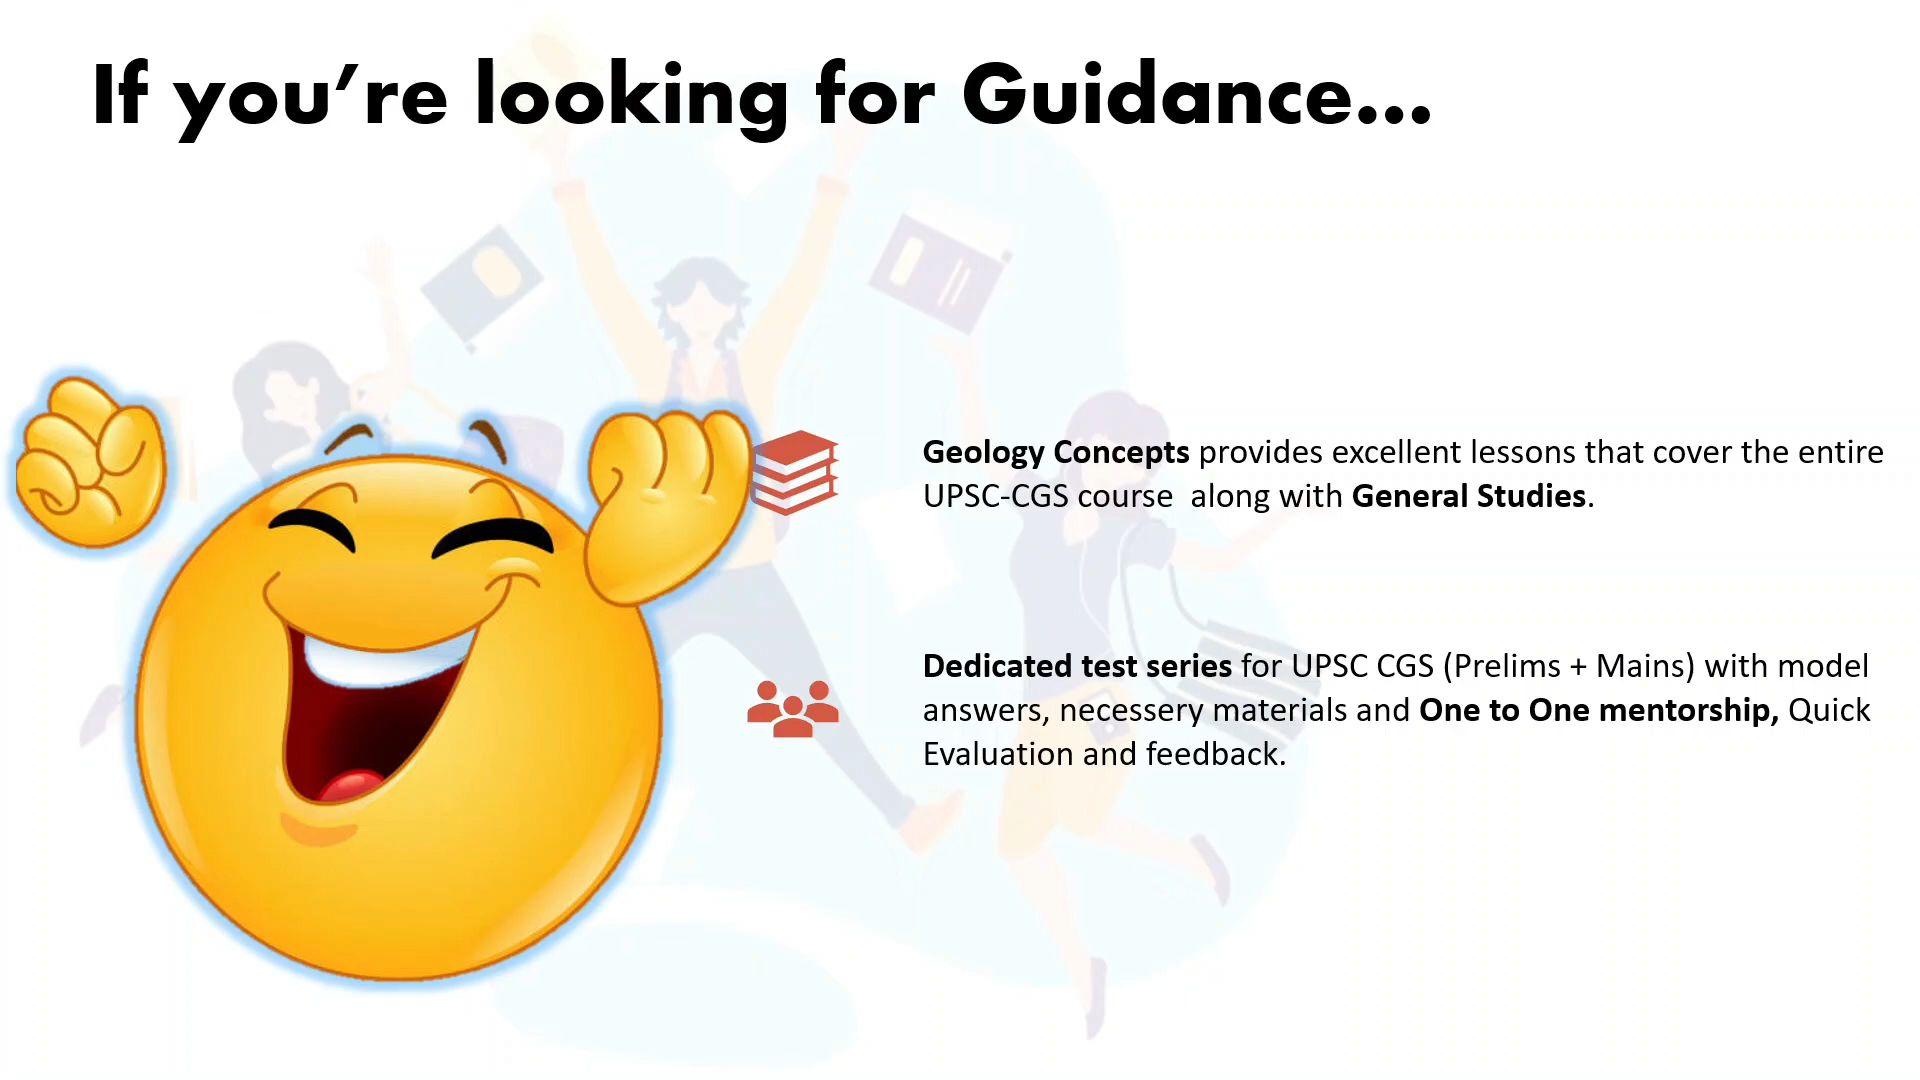 If you’re looking for Guidance...
Geology Concepts provides excellent lessons that cover the entire
UPSC-CGS course  along with General Studies.
Dedicated test series for UPSC CGS (Prelims + Mains) with model
answers, necessery materials and One to One mentorship, Quick
Evaluation and feedback.